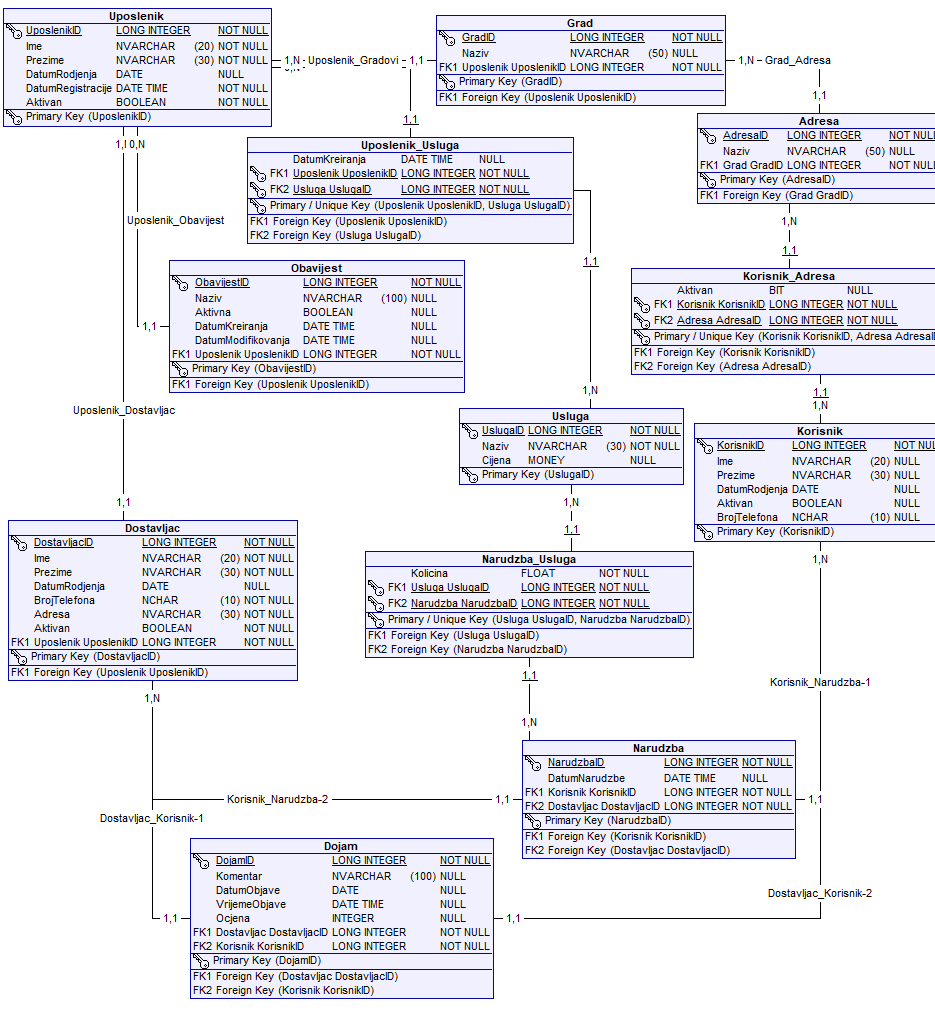 Uposlenik
UposlenikID LONG INTEGER NOT NULL
Ime NVARCHAR (20) NOT NULL
Prezime NVARCHAR (30) NOT NULL
DatumRodjenja DATE NULL
DatumRegistracije DATE TIME NOT NULL
Aktivan BOOLEAN NOT NULL
Primary Key (UposlenikID)
1,N
Uposlenik_Gradovi
1,1
Grad
GradID LONG INTEGER NOT NULL
Naziv NVARCHAR (50) NULL
FK1 Uposlenik UposlenikID LONG INTEGER NOT NULL
Primary Key (GradID)
FK1 Foreign Key (Uposlenik UposlenikID)
1,N
Grad_Adresa
1,1
Adresa
AdresaID LONG INTEGER NOT NULL
Naziv NVARCHAR (50) NULL
FK1 Grad GradID LONG INTEGER NOT NULL
Primary Key (AdresaID)
FK1 Foreign Key (Grad GradID)
1,1
Uposlenik_Usluga
DatumKreiranja DATE TIME NULL
FK1 Uposlenik UposlenikID LONG INTEGER NOT NULL
FK2 Usluga UslugaID LONG INTEGER NOT NULL
Primary / Unique Key (Uposlenik UposlenikID, Usluga UslugaID)
FK1 Foreign Key (Uposlenik UposlenikID)
FK2 Foreign Key (Usluga UslugaID)
0,N
Uposlenik_Obavijest
1,1
Obavijest
ObavijestID LONG INTEGER NOT NULL
Naziv NVARCHAR (100) NULL
Aktivna BOOLEAN NULL
DatumKreiranja DATE TIME NULL
DatumModifikovanja DATE TIME NULL
FK1 Uposlenik UposlenikID LONG INTEGER NOT NULL
Primary Key (ObavijestID)
FK1 Foreign Key (Uposlenik UposlenikID)
1,N
1,1
Korisnik_Adresa
Aktivan BIT NULL
FK1 Korisnik KorisnikID LONG INTEGER NOT NULL
FK2 Adresa AdresaID LONG INTEGER NOT NULL
Primary / Unique Key (Korisnik KorisnikID, Adresa AdresaI
FK1 Foreign Key (Korisnik KorisnikID)
FK2 Foreign Key (Adresa AdresaID)
1,1
1,N
Korisnik
KorisnikID LONG INTEGER NOT NULL
Ime NVARCHAR (20) NULL
Prezime NVARCHAR (30) NULL
DatumRodjenja DATE NULL
Aktivan BOOLEAN NULL
BrojTelefona NCHAR (10) NULL
Primary Key (KorisnikID)
1,1
1,N
Usluga
UslugaID LONG INTEGER NOT NULL
Naziv NVARCHAR (30) NOT NULL
Cijena MONEY NULL
Primary Key (UslugaID)
1,N
1,1
Uposlenik_Dostavljac
1,1
Dostavljac
DostavljacID LONG INTEGER NOT NULL
Ime NVARCHAR (20) NOT NULL
Prezime NVARCHAR (30) NOT NULL
DatumRodjenja DATE NULL
BrojTelefona NCHAR (10) NOT NULL
Adresa NVARCHAR (30) NOT NULL
Aktivan BOOLEAN NOT NULL
FK1 Uposlenik UposlenikID LONG INTEGER NOT NULL
Primary Key (DostavljacID)
FK1 Foreign Key (Uposlenik UposlenikID)
Narudzba_Usluga
Kolicina FLOAT NOT NULL
FK1 Usluga UslugaID LONG INTEGER NOT NULL
FK2 Narudzba NarudzbaID LONG INTEGER NOT NULL
Primary / Unique Key (Usluga UslugaID, Narudzba NarudzbaID)
FK1 Foreign Key (Usluga UslugaID)
FK2 Foreign Key (Narudzba NarudzbaID)
1,1
1,N
1,N
Korisnik_Narudzba-1
1,N
Narudzba
NarudzbaID LONG INTEGER NOT NULL
DatumNarudzbe DATE TIME NULL
FK1 Korisnik KorisnikID LONG INTEGER NOT NULL
FK2 Dostavljac DostavljacID LONG INTEGER NOT NULL
Primary Key (NarudzbaID)
FK1 Foreign Key (Korisnik KorisnikID)
FK2 Foreign Key (Dostavljac DostavljacID)
Korisnik_Narudzba-2
1,1
1,1
Dostavljac_Korisnik-1
Dostavljac_Korisnik-2
Dojam
DojamID LONG INTEGER NOT NULL
Komentar NVARCHAR (100) NULL
DatumObjave DATE NULL
VrijemeObjave DATE TIME NULL
Ocjena INTEGER NULL
FK1 Dostavljac DostavljacID LONG INTEGER NOT NULL
FK2 Korisnik KorisnikID LONG INTEGER NOT NULL
Primary Key (DojamID)
FK1 Foreign Key (Dostavljac DostavljacID)
FK2 Foreign Key (Korisnik KorisnikID)
1,1
1,1